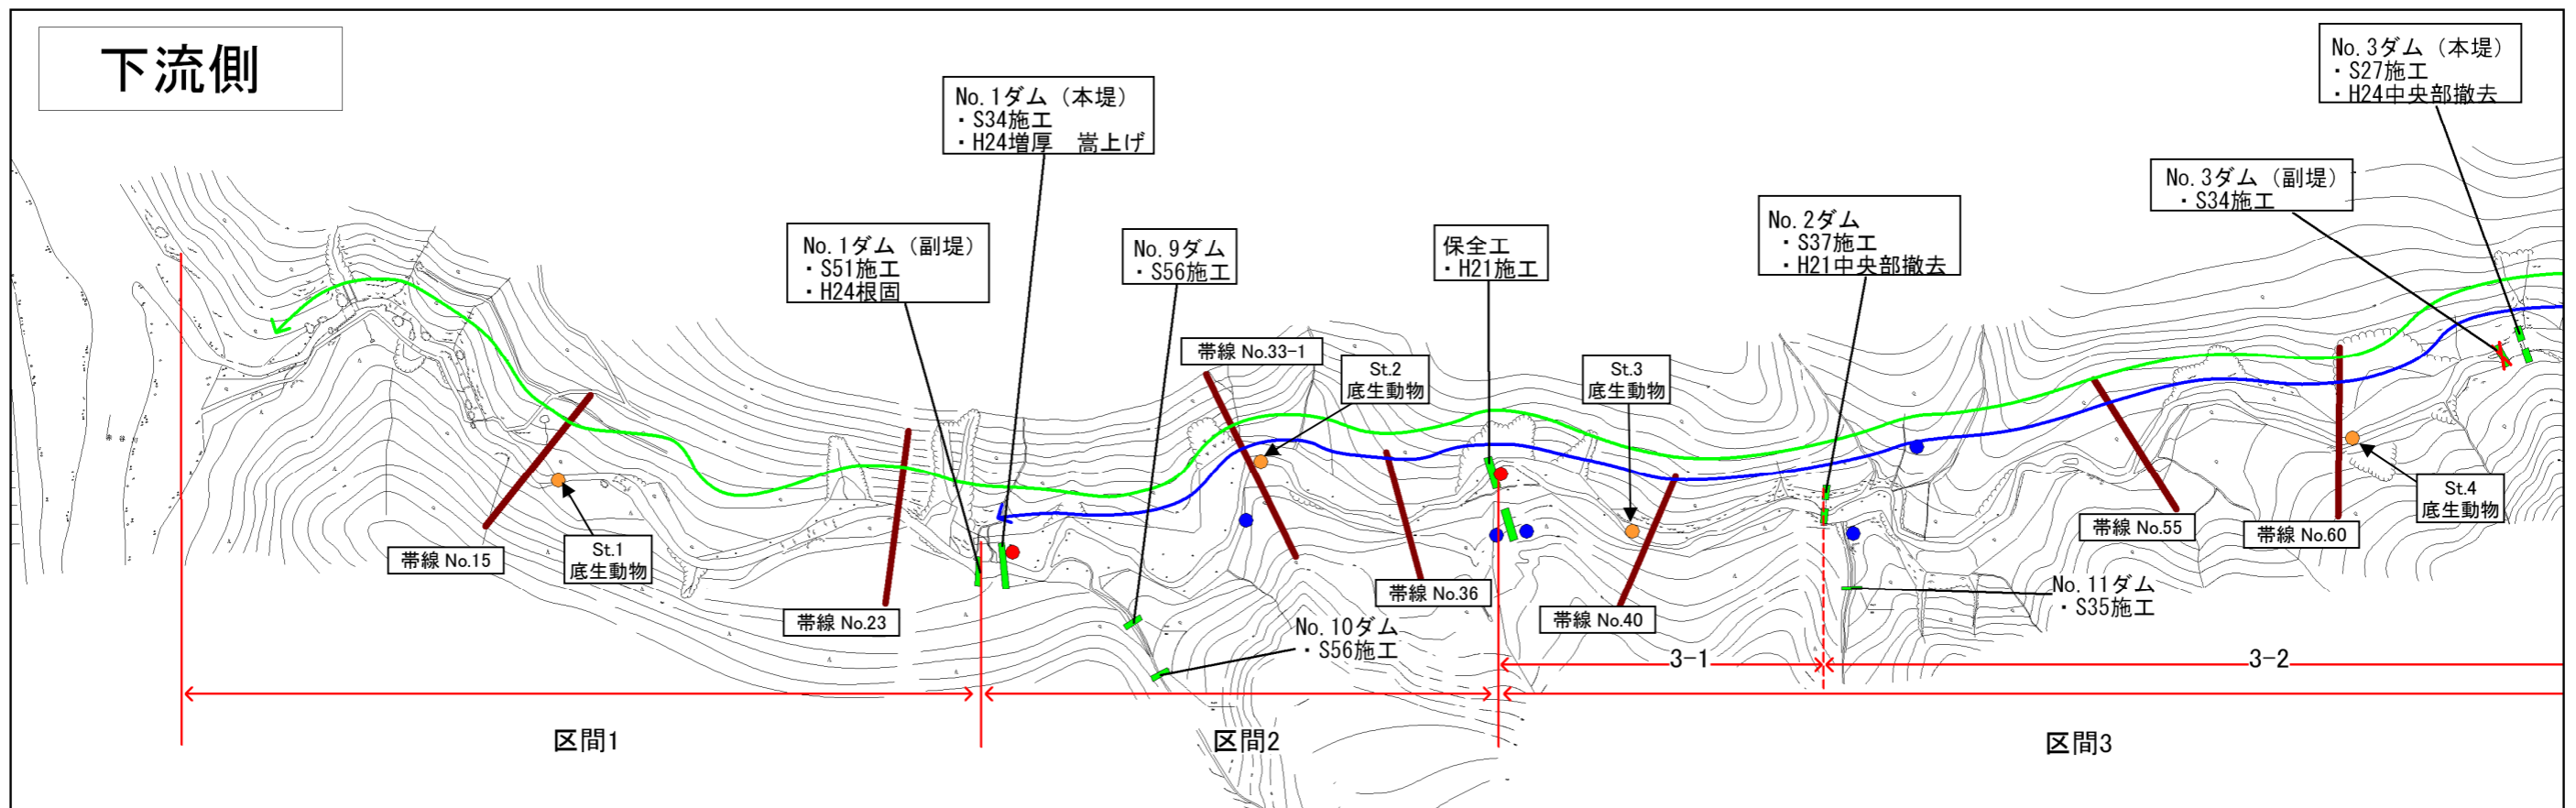 下流側
No.3ダム（本堤）
・S27施工
・H24中央部撤去
No.1ダム（本堤）
・S34施工
・H24増厚　嵩上げ
No.3ダム（副堤）
・S34施工
No.1ダム（副堤）
・S51施工
・H24根固
No.9ダム
・S56施工
保全工
・H21施工
No.2ダム
・S37施工
・H21中央部撤去
帯線 No.33-1
St.2
底生動物
St.3
底生動物
St.4
底生動物
帯線 No.15
St.1
底生動物
帯線 No.23
帯線 No.36
帯線 No.40
帯線 No.55
帯線 No.60
No.11ダム
・S35施工
No.10ダム
・S56施工
3-1
3-2
区間1
区間2
区間3